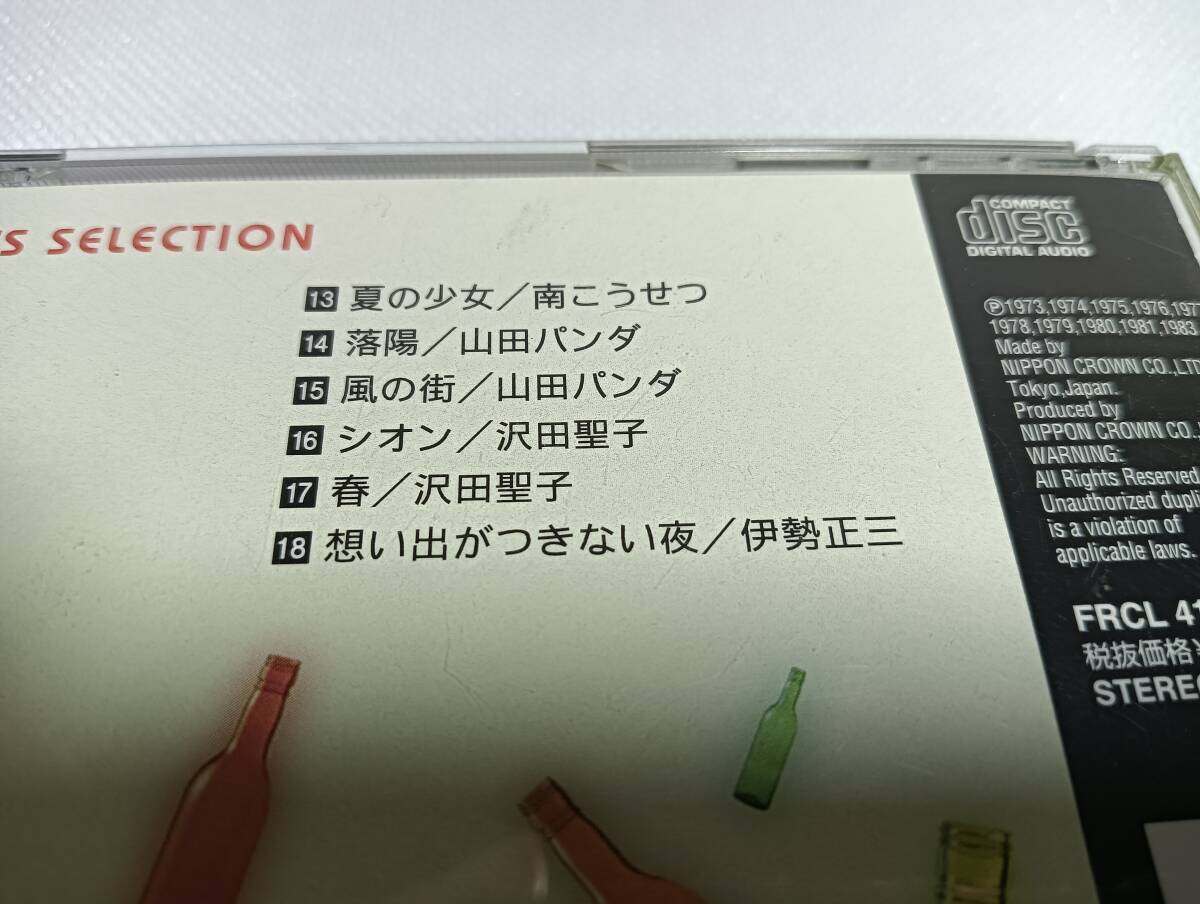 S SELECTION
13 夏の少女／南こうせつ
14 落陽／山田パンダ
15 風の街／山田パンダ
16 シオン／沢田聖子
17 春／沢田聖子
18 想い出がつきない夜／伊勢正三
COMPACT
disc
DIGITAL AUDIO
Ⓟ1973,1974,1975,1976,197
1978,1979,1980,1981,1983
Made by
NIPPON CROWN CO.,LTD
Tokyo,Japan.
Produced by
NIPPON CROWN CO.,
WARNING:
All Rights Reserved
Unauthorized dupli
is a violation of
applicable laws.
FRCL 41
税抜価格¥
STEREO